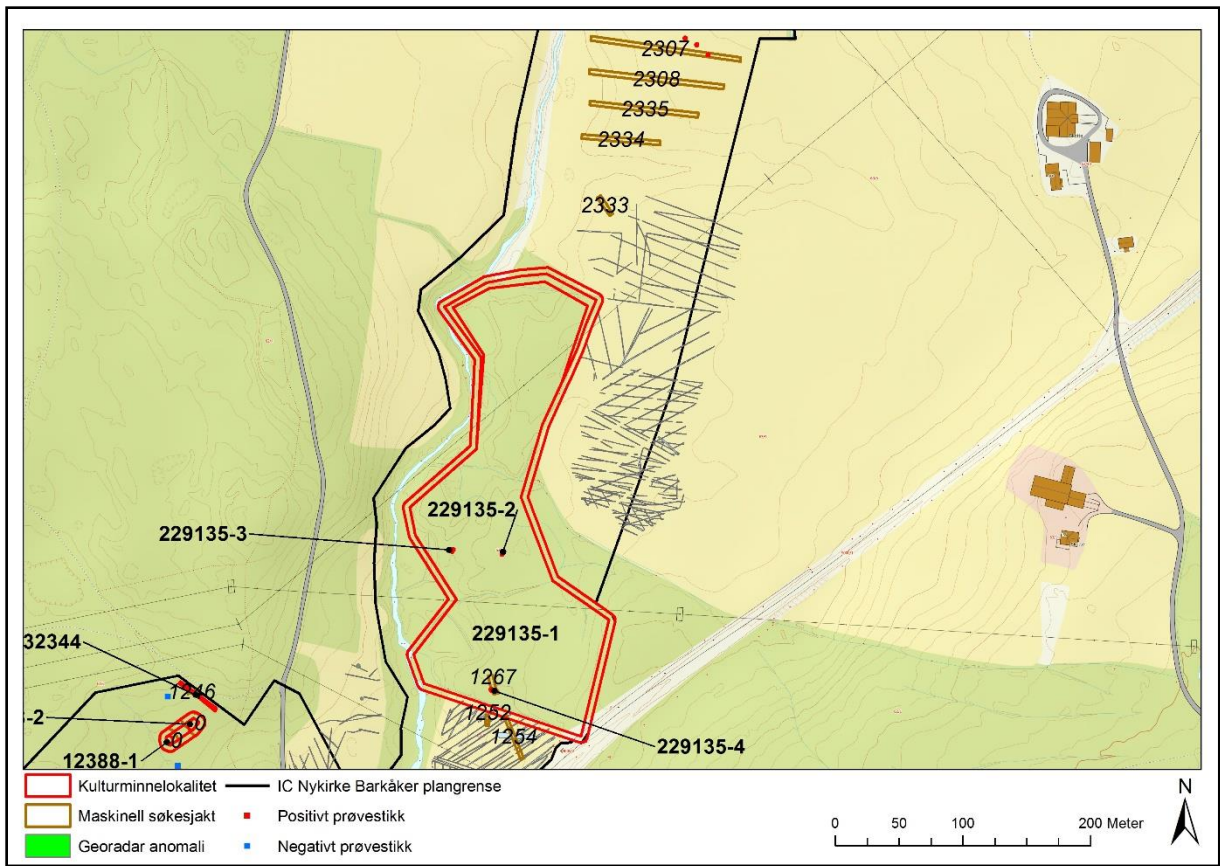 2307
2308
2335
2334
2333
229135-2
229135-3
229135-1
32344
1246
1267
-2
0
1252
12388-1
0
1254
229135-4
Kulturminnelokalitet
IC Nykirke Barkåker plangrense
N
Maskinell søkesjakt
Positivt prøvestikk
0 50 100 200 Meter
Georadar anomali
Negativt prøvestikk